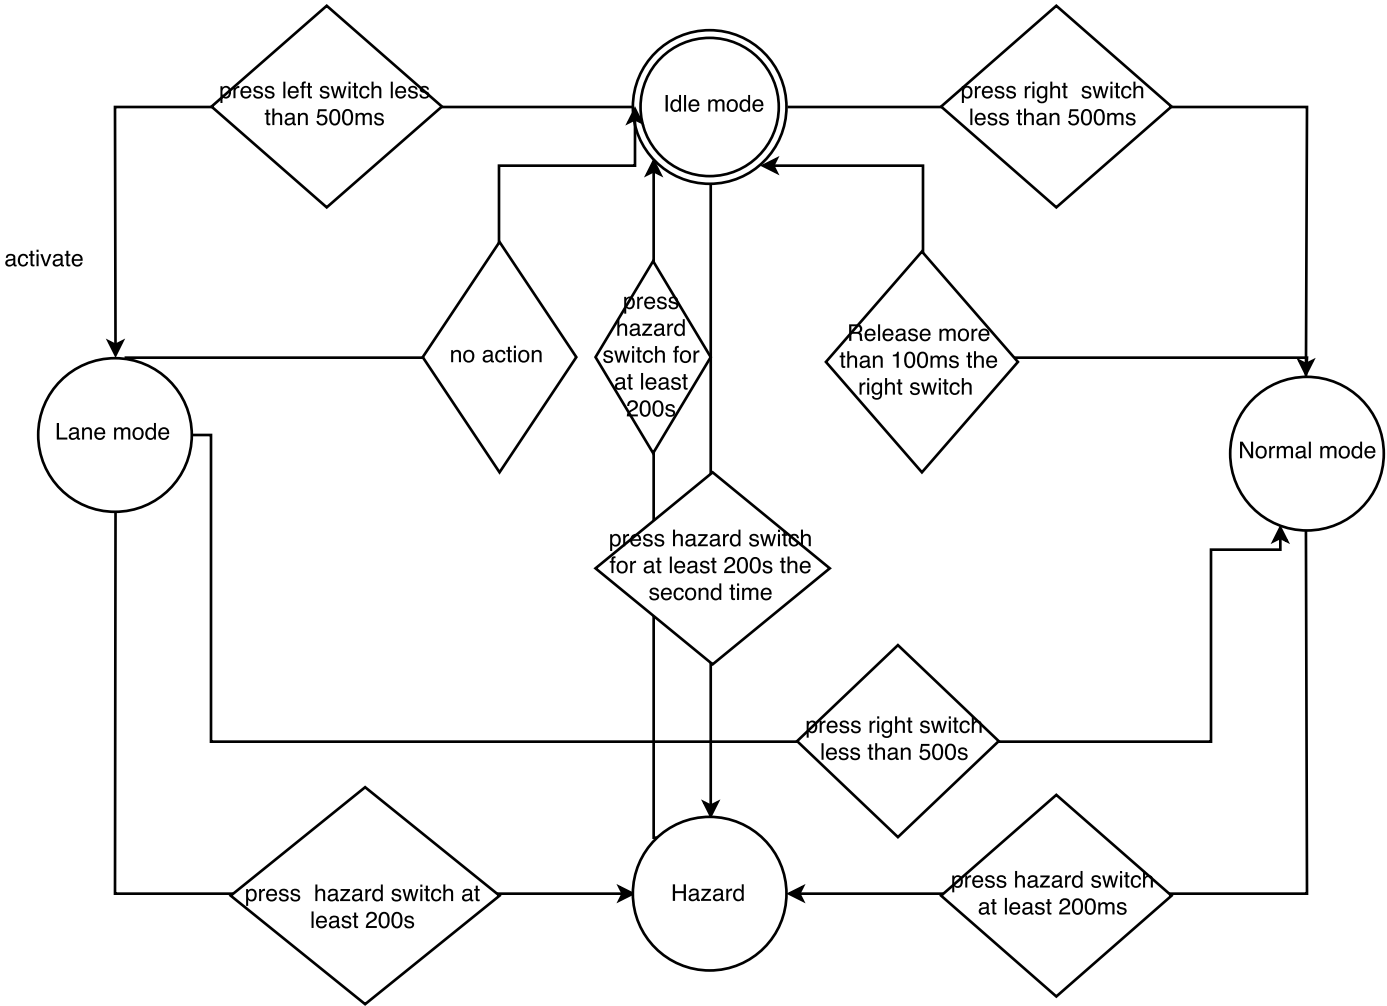 press left switch less
than 500ms
Idle mode
press right  switch
less than 500ms
activate
no action
press
hazard
switch for
at least
200s
Release more
than 100ms the
right switch
Lane mode
Normal mode
press hazard switch
for at least 200s the
second time
press right switch
less than 500s
press  hazard switch at
least 200s
Hazard
press hazard switch
at least 200ms